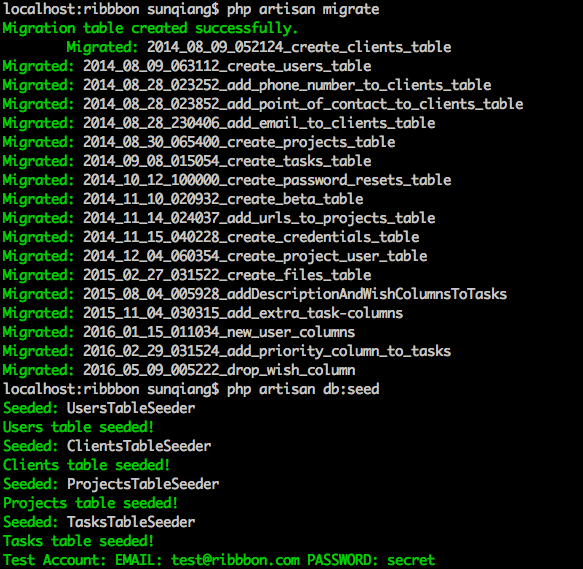 localhost:ribbbon sunqiang$ php artisan migrate
Migration table created successfully.
Migrated: 2014_08_09_052124_create_clients_table
Migrated: 2014_08_09_063112_create_users_table
Migrated: 2014_08_28_023252_add_phone_number_to_clients_table
Migrated: 2014_08_28_023852_add_point_of_contact_to_clients_table
Migrated: 2014_08_28_230406_add_email_to_clients_table
Migrated: 2014_08_30_065400_create_projects_table
Migrated: 2014_09_08_015054_create_tasks_table
Migrated: 2014_10_12_100000_create_password_resets_table
Migrated: 2014_11_10_020932_create_beta_table
Migrated: 2014_11_14_024037_add_urls_to_projects_table
Migrated: 2014_11_15_040228_create_credentials_table
Migrated: 2014_12_04_060354_create_project_user_table
Migrated: 2015_02_27_031522_create_files_table
Migrated: 2015_08_04_005928_addDescriptionAndWishColumnsToTasks
Migrated: 2015_11_04_030315_add_extra_task-columns
Migrated: 2016_01_15_011034_new_user_columns
Migrated: 2016_02_29_031524_add_priority_column_to_tasks
Migrated: 2016_05_09_005222_drop_wish_column
localhost:ribbbon sunqiang$ php artisan db:seed
Seeded: UsersTableSeeder
Users table seeded!
Seeded: ClientsTableSeeder
Clients table seeded!
Seeded: ProjectsTableSeeder
Projects table seeded!
Seeded: TasksTableSeeder
Tasks table seeded!
Test Account: EMAIL: test@ribbbon.com PASSWORD: secret